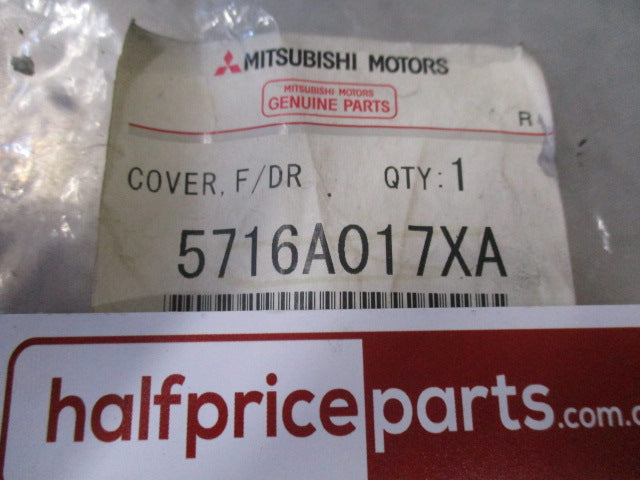 MITSUBISHI MOTORS
MITSUBISHI MOTORS
GENUINE PARTS
R
COVER, F/DR QTY: 1
5716A017XA
halfpriceparts.com.a